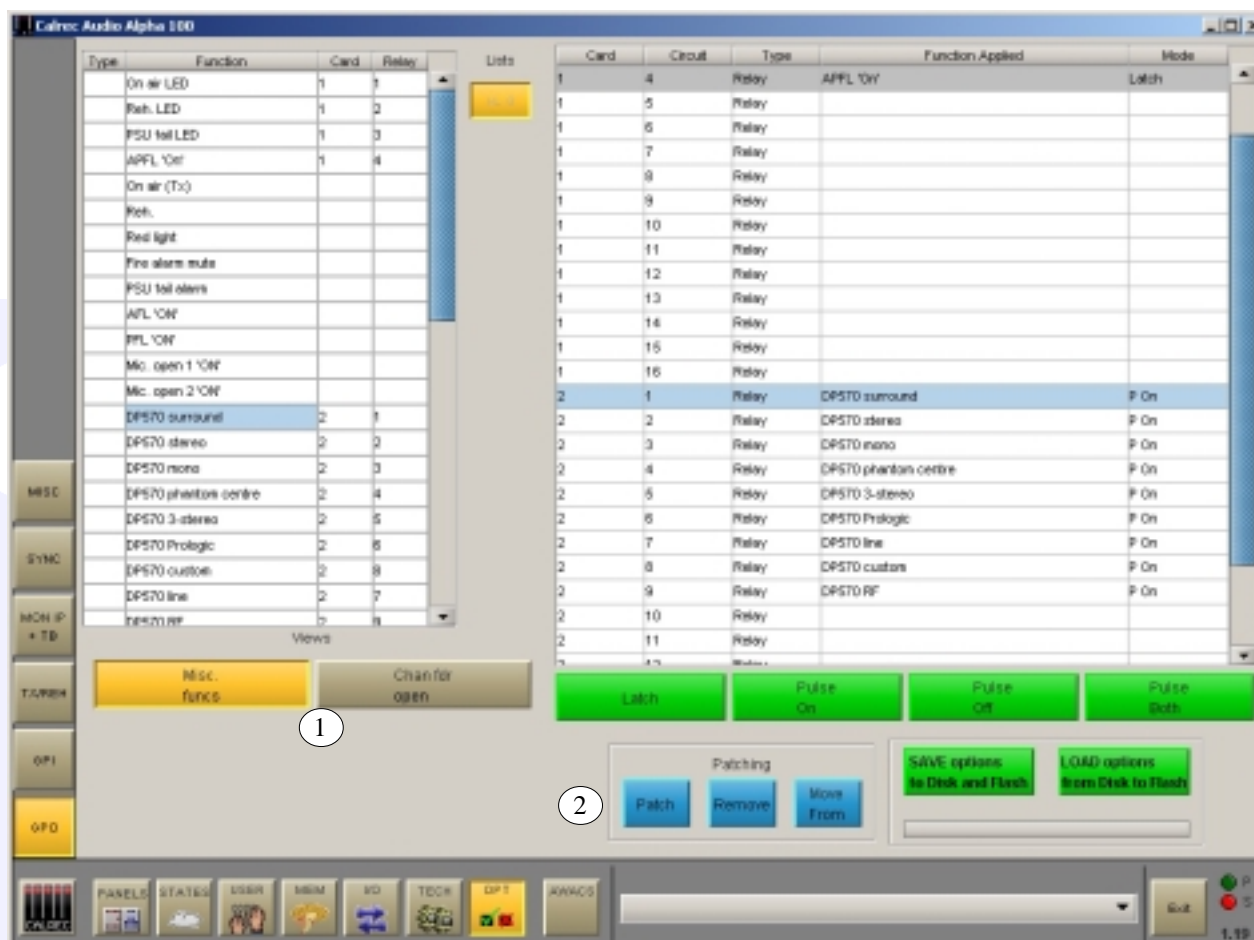 Calrec Audio Alpha 100
Type Function Card Relay
On air LED 1 1
Reh. LED 1 2
PSU fail LED 1 3
APFL 'On' 1 4
On air (Tx)
Reh.
Red light
Fire alarm mute
PSU fail alarm
AFL 'ON'
PFL 'ON'
Mic. open 1 'ON'
Mic. open 2 'ON'
DP570 surround 2 1
DP570 stereo 2 2
DP570 mono 2 3
DP570 phantom centre 2 4
DP570 3-stereo 2 5
DP570 Prologic 2 6
DP570 custom 2 8
DP570 line 2 7
DP570 RF 2 9
Views
Misc. funcs
Chan for open
1
Lists
Card Circuit Type Function Applied Mode
1 4 Relay APFL 'On' Latch
1 5 Relay
1 6 Relay
1 7 Relay
1 8 Relay
1 9 Relay
1 10 Relay
1 11 Relay
1 12 Relay
1 13 Relay
1 14 Relay
1 15 Relay
1 16 Relay
2 1 Relay DP570 surround P On
2 2 Relay DP570 stereo P On
2 3 Relay DP570 mono P On
2 4 Relay DP570 phantom centre P On
2 5 Relay DP570 3-stereo P On
2 6 Relay DP570 Prologic P On
2 7 Relay DP570 line P On
2 8 Relay DP570 custom P On
2 9 Relay DP570 RF P On
2 10 Relay
2 11 Relay
2 12 Relay
Latch
Pulse On
Pulse Off
Pulse Both
2
Patching
Patch
Remove
Move From
SAVE options
to Disk and Flash
LOAD options
from Disk to Flash
MISC
SYNC
MON IP
+ TB
TX/REH
GPI
GPO
CALREC
PANELS
STATES
USER
MEM
I/O
TECH
OPT
AWACS
Exit
P
S
1.19